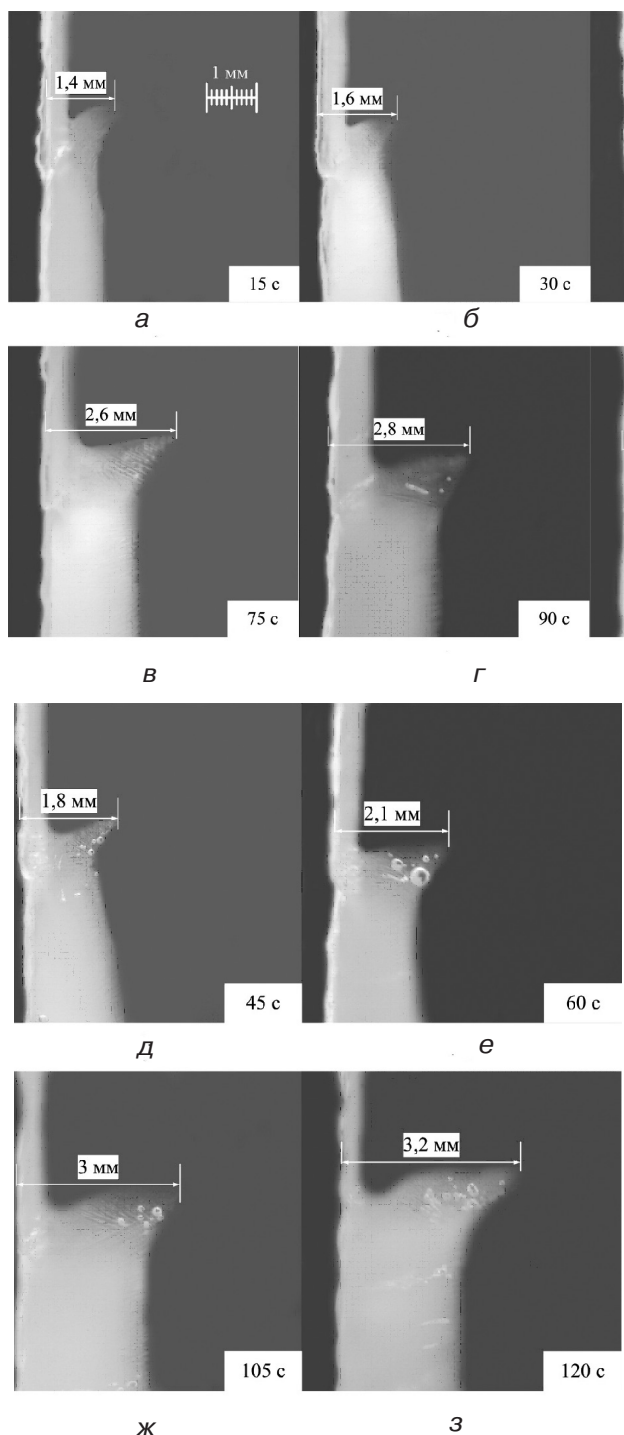 1,4 мм
1 мм
1,6 мм
15 с
30 с
а
б
2,6 мм
2,8 мм
75 с
90 с
в
г
1,8 мм
2,1 мм
45 с
60 с
д
е
3 мм
3,2 мм
105 с
120 с
ж
з